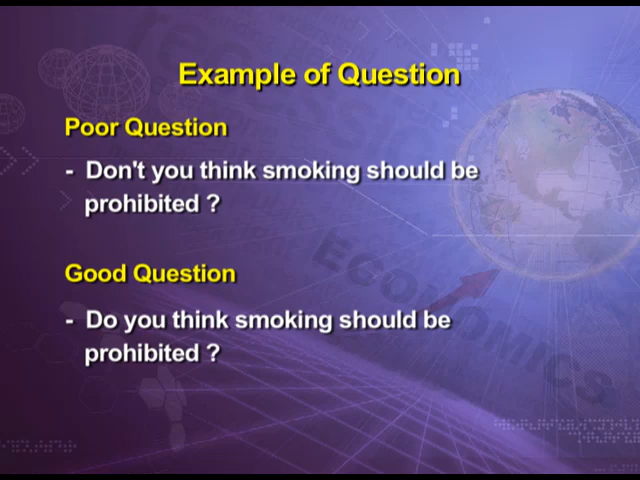 Example of Question
Poor Question
- Don't you think smoking should be
prohibited ?
Good Question
- Do you think smoking should be
prohibited ?
ECONOMICS